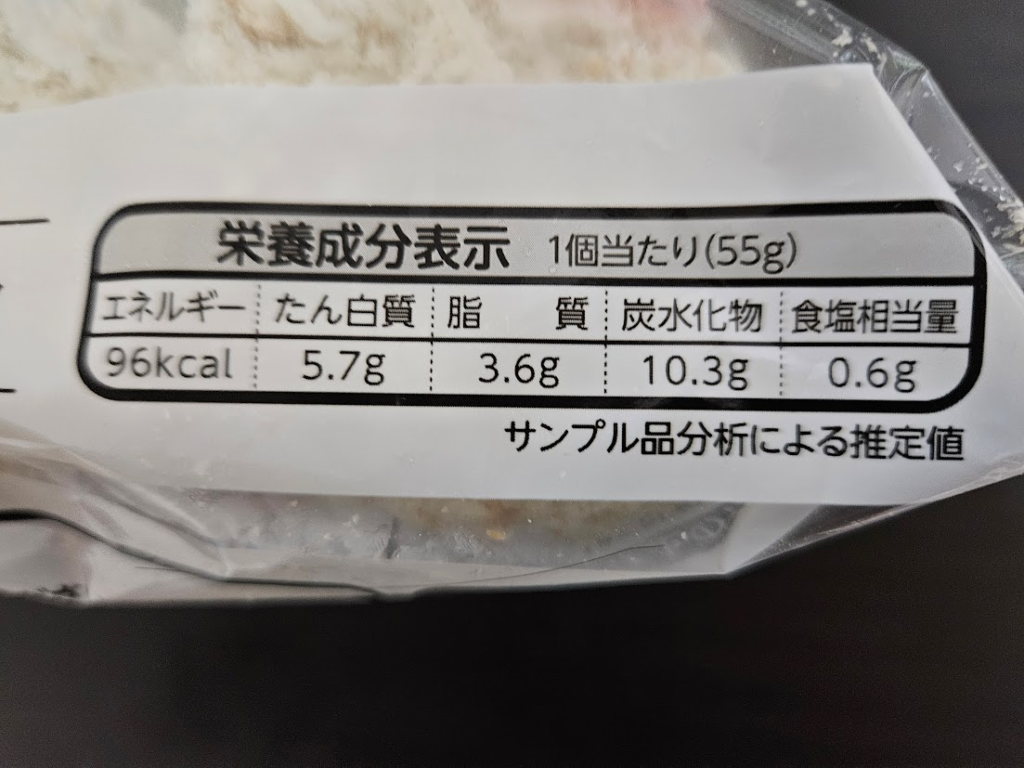 栄養成分表示 1個当たり(55g)
エネルギー たん白質 脂 質 炭水化物 食塩相当量
96kcal 5.7g 3.6g 10.3g 0.6g
サンプル品分析による推定値